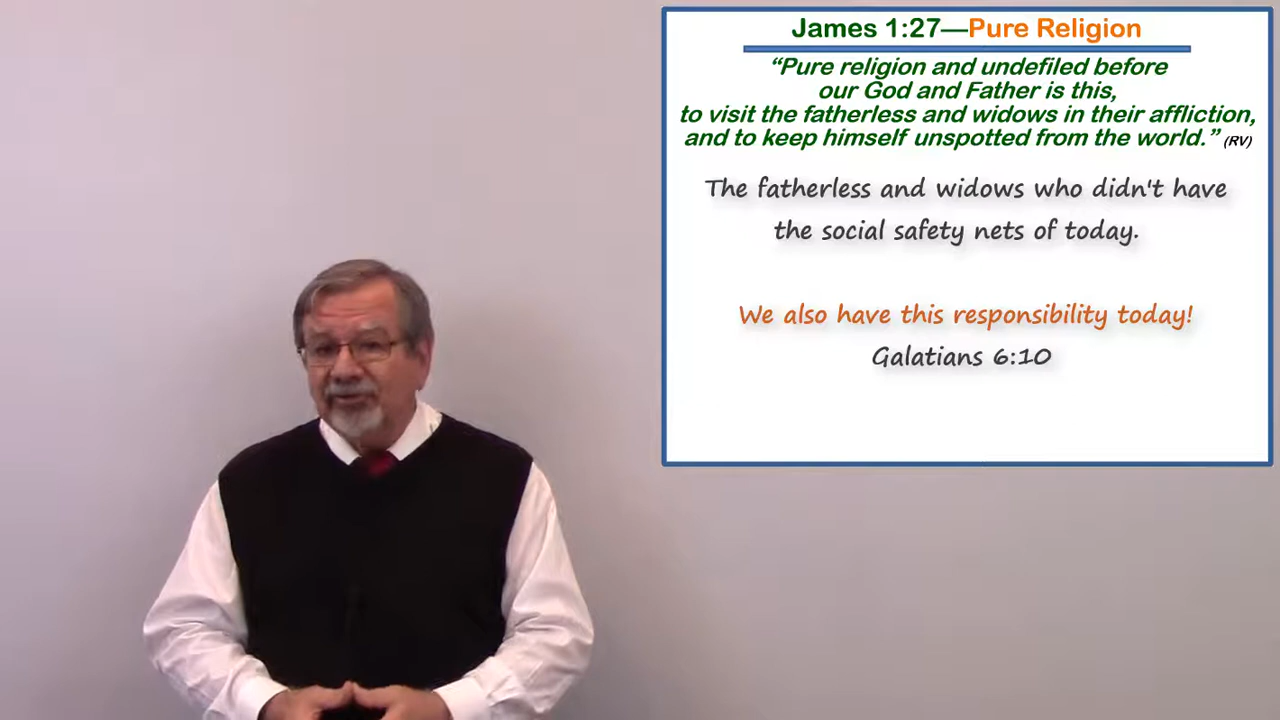 James 1:27—Pure Religion
“Pure religion and undefiled before
our God and Father is this,
to visit the fatherless and widows in their affliction,
and to keep himself unspotted from the world.” (RV)
The fatherless and widows who didn't have
the social safety nets of today.
We also have this responsibility today!
Galatians 6:10